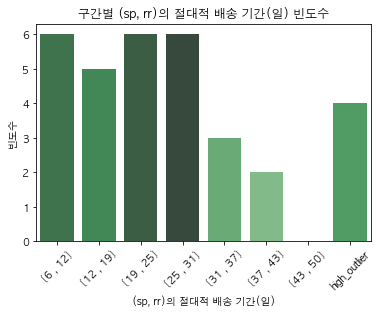 구간별 (sp, rr)의 절대적 배송 기간(일) 빈도수
빈도수
6
5
4
3
2
1
0
(6 , 12)
(12 , 19)
(19 , 25)
(25 , 31)
(31 , 37)
(37 , 43)
(43 , 50)
high_outlier
(sp, rr)의 절대적 배송 기간(일)